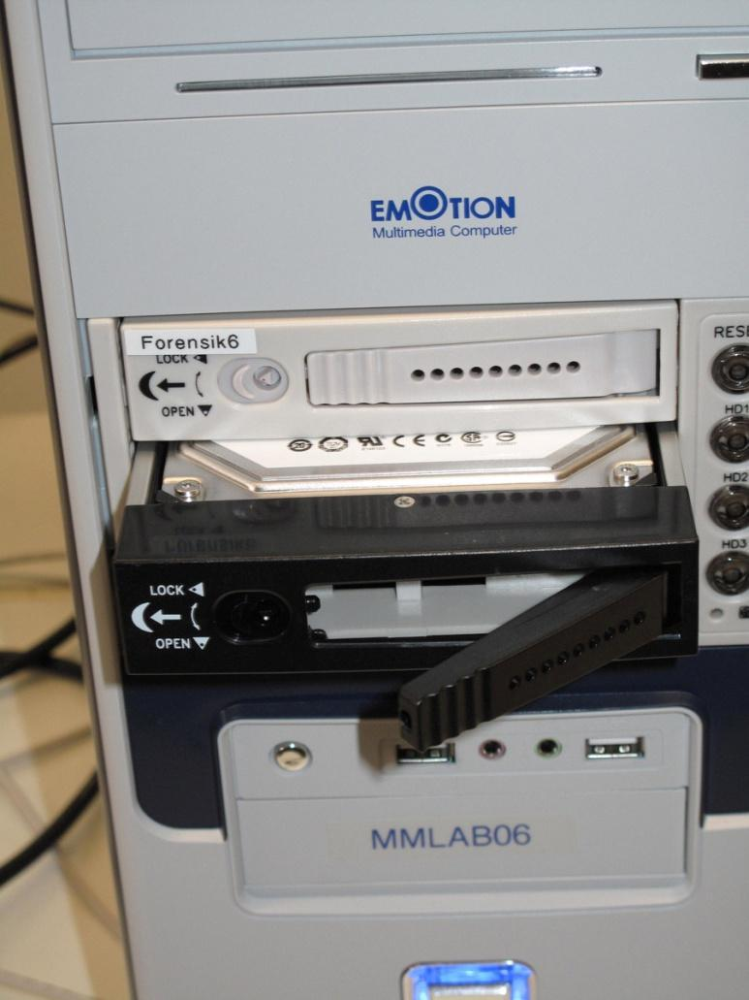 EMOTION
Multimedia Computer
Forensik6
LOCK
OPEN
RESE
HD1
HD2
HD3
LOCK
OPEN
MMLAB06